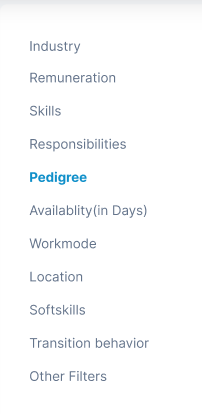 Industry
Remuneration
Skills
Responsibilities
Pedigree
Availablity(in Days)
Workmode
Location
Softskills
Transition behavior
Other Filters